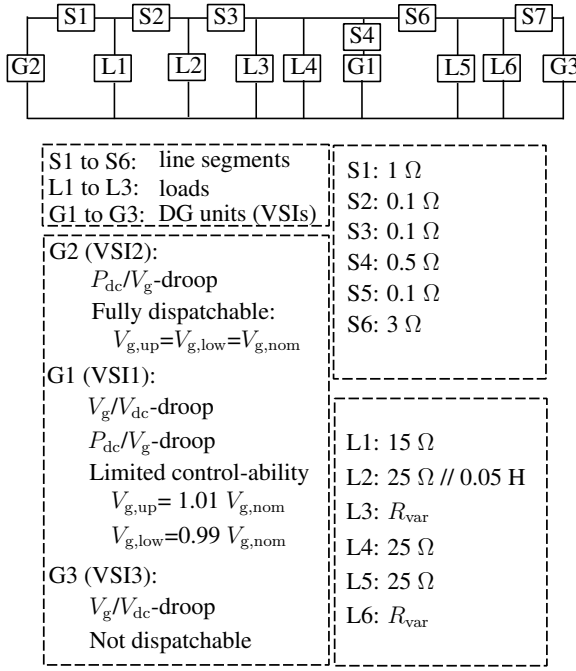 S1 S2 S3 S6 S7
S4
G2 L1 L2 L3 L4 G1 L5 L6 G3
S1 to S6: line segments
L1 to L3: loads
G1 to G3: DG units (VSIs)
G2 (VSI2):
P_dc/V_g-droop
Fully dispatchable:
V_g,up=V_g,low=V_g,nom
G1 (VSI1):
V_g/V_dc-droop
P_dc/V_g-droop
Limited control-ability
V_g,up= 1.01 V_g,nom
V_g,low=0.99 V_g,nom
G3 (VSI3):
V_g/V_dc-droop
Not dispatchable
S1: 1 Ω
S2: 0.1 Ω
S3: 0.1 Ω
S4: 0.5 Ω
S5: 0.1 Ω
S6: 3 Ω
L1: 15 Ω
L2: 25 Ω // 0.05 H
L3: R_var
L4: 25 Ω
L5: 25 Ω
L6: R_var